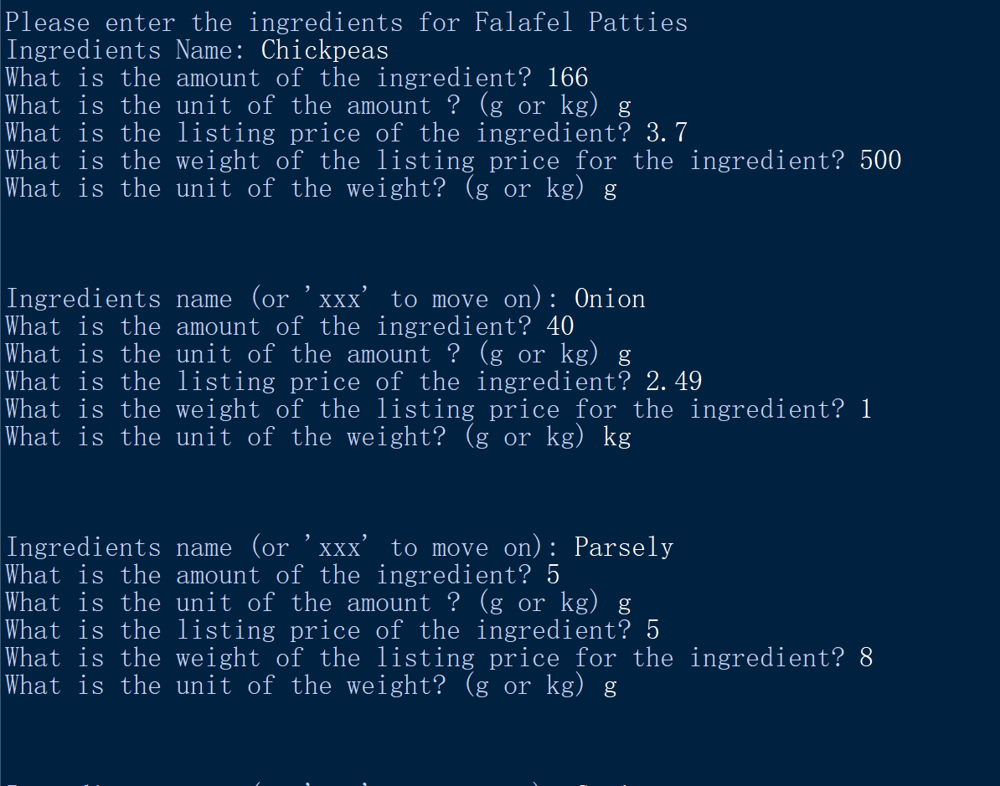 Please enter the ingredients for Falafel Patties
Ingredients Name: Chickpeas
What is the amount of the ingredient? 166
What is the unit of the amount ? (g or kg) g
What is the listing price of the ingredient? 3.7
What is the weight of the listing price for the ingredient? 500
What is the unit of the weight? (g or kg) g
Ingredients name (or 'xxx' to move on): Onion
What is the amount of the ingredient? 40
What is the unit of the amount ? (g or kg) g
What is the listing price of the ingredient? 2.49
What is the weight of the listing price for the ingredient? 1
What is the unit of the weight? (g or kg) kg
Ingredients name (or 'xxx' to move on): Parsely
What is the amount of the ingredient? 5
What is the unit of the amount ? (g or kg) g
What is the listing price of the ingredient? 5
What is the weight of the listing price for the ingredient? 8
What is the unit of the weight? (g or kg) g